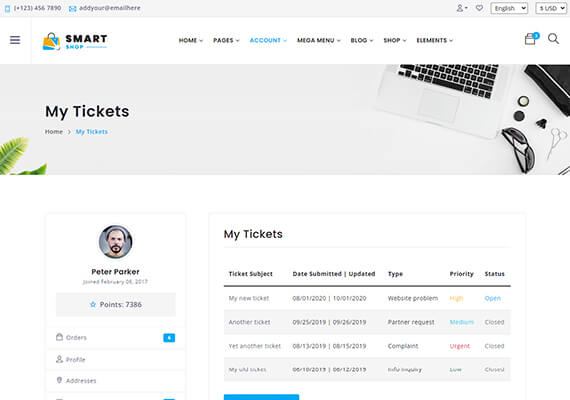 (+123) 456 7890 addyour@emailhere English $ USD
SMART
SHOP
HOME PAGES ACCOUNT MEGA MENU BLOG SHOP ELEMENTS 3
My Tickets
Home > My Tickets
Peter Parker
Joined February 06, 2017
Points: 7386
Orders 6
Profile
Addresses
My Tickets
Ticket Subject Date Submitted | Updated Type Priority Status
My new ticket 08/01/2020 | 10/01/2020 Website problem High Open
Another ticket 09/25/2019 | 09/26/2019 Partner request Medium Closed
Yet another ticket 08/13/2019 | 08/15/2019 Complaint Urgent Closed
My old ticket 06/10/2019 | 06/12/2019 Info inquiry Low Closed